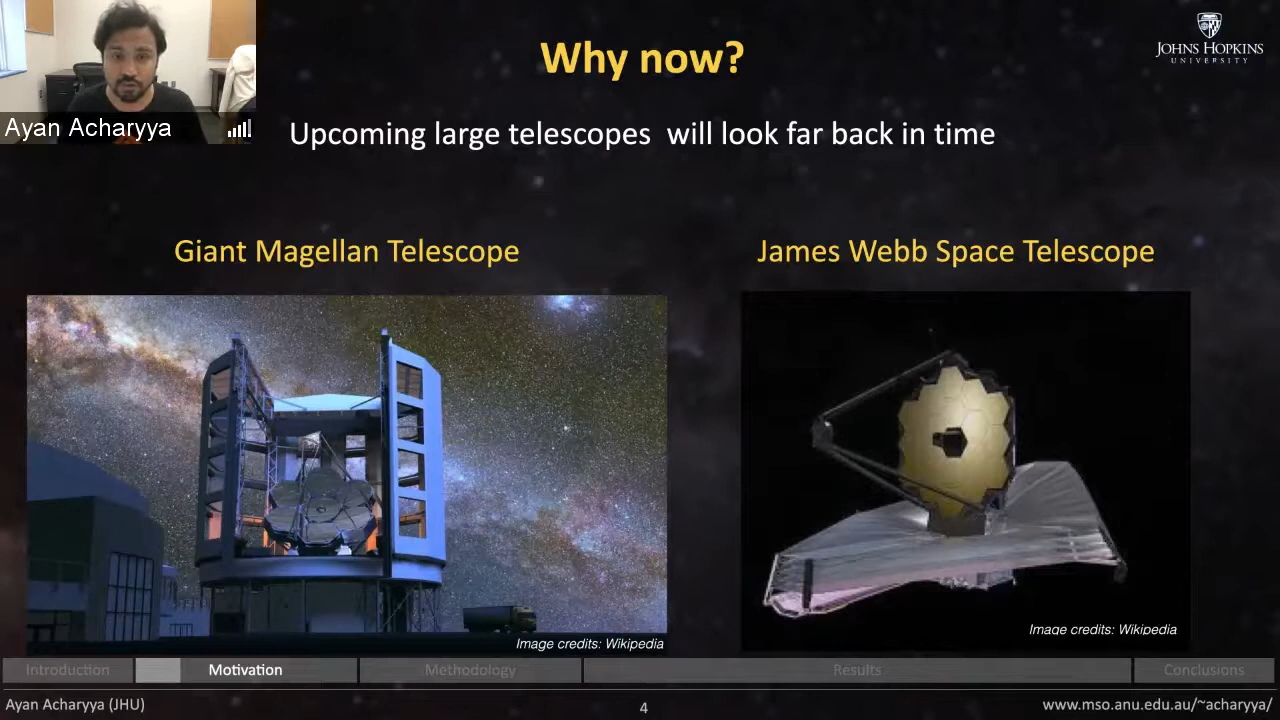 Why now?
JOHNS HOPKINS
UNIVERSITY
Ayan Acharyya
Upcoming large telescopes will look far back in time
Giant Magellan Telescope
James Webb Space Telescope
Image credits: Wikipedia
Image credits: Wikipedia
Introduction
Motivation
Methodology
Results
Conclusions
Ayan Acharyya (JHU)
4
www.mso.anu.edu.au/~acharyya/